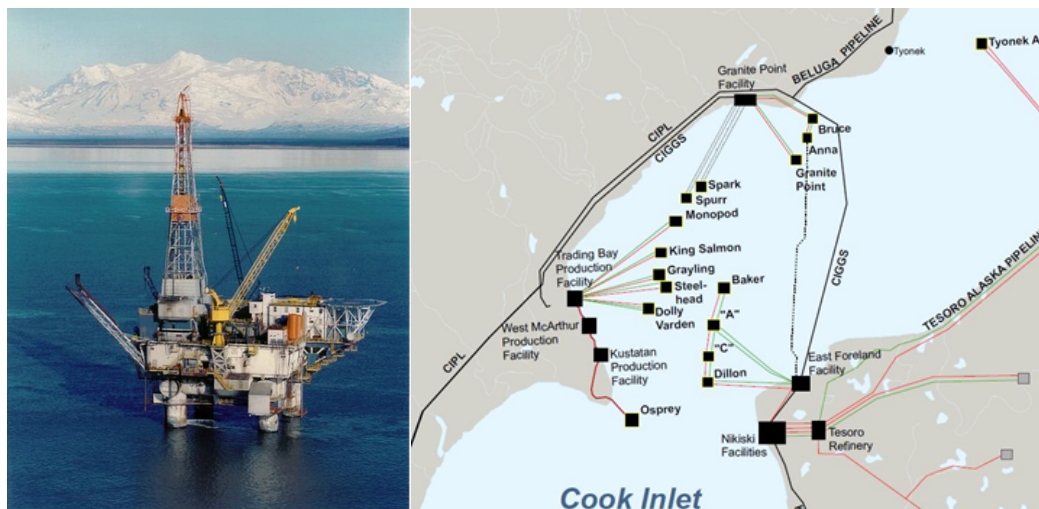 Tyonek A
Tyonek
BELUGA PIPELINE
Granite Point
Facility
CIPL
CIGGS
Bruce
Anna
Granite
Point
Spark
Spurr
Monopod
King Salmon
Trading Bay
Production
Facility
Grayling
Steel-
head
Baker
CIGGS
TESORO ALASKA PIPELINE
Dolly
Varden
"A"
West McArthur
Production
Facility
"C"
Kustatan
Production
Facility
East Foreland
Facility
CIPL
Dillon
Osprey
Nikiski
Facilities
Tesoro
Refinery
Cook Inlet